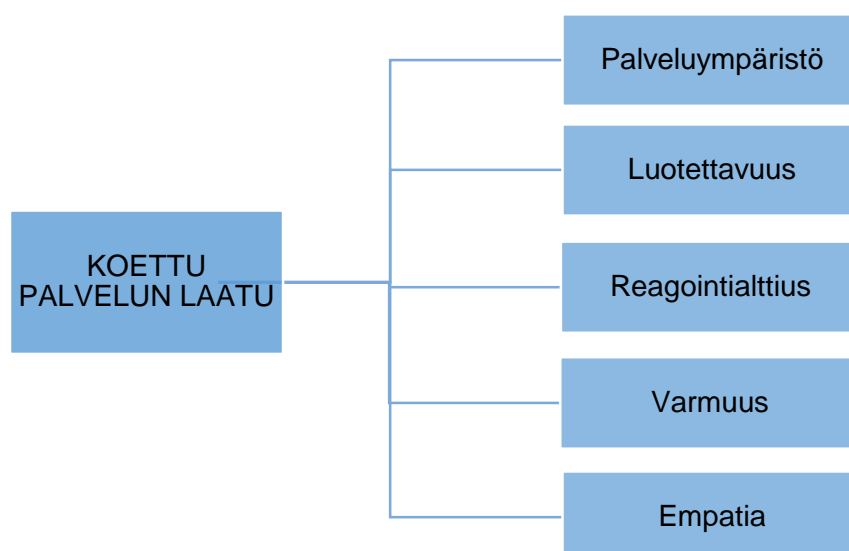 Palveluympäristö
Luotettavuus
KOETTU
PALVELUN LAATU
Reagointialttius
Varmuus
Empatia